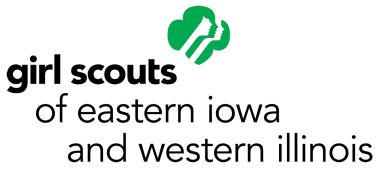 girl scouts
of eastern iowa
and western illinois